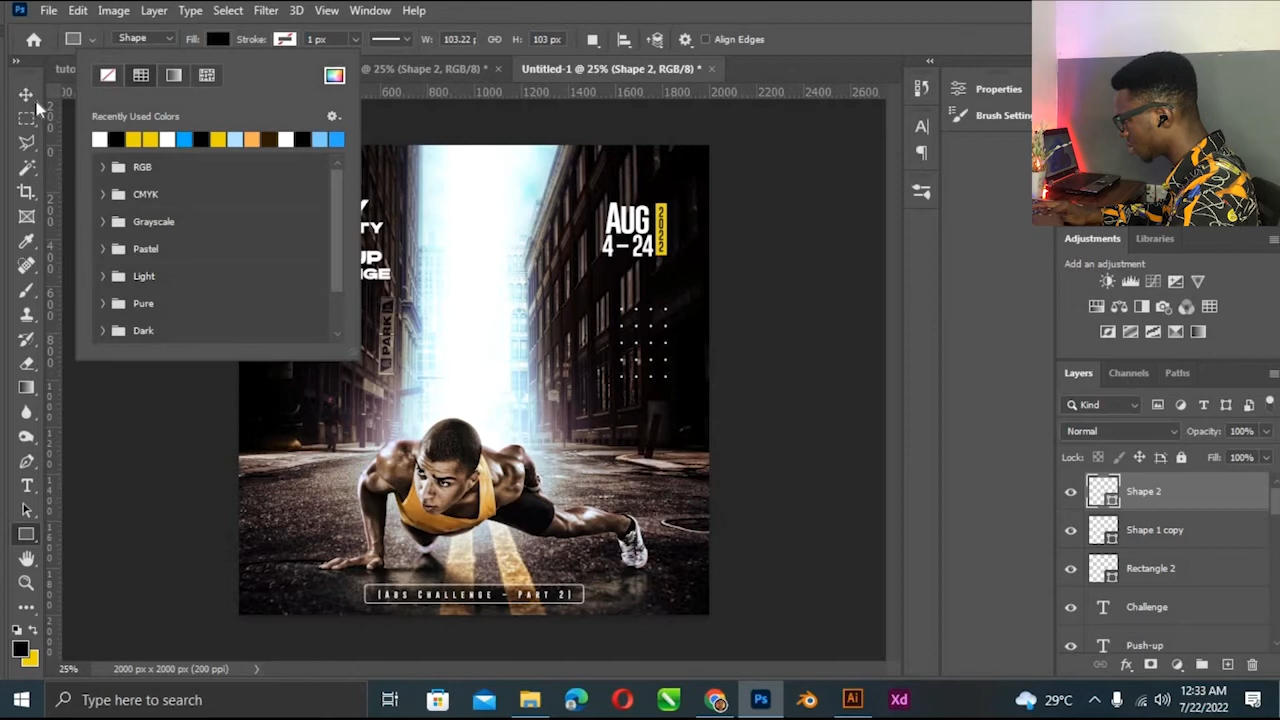 Ps File Edit Image Layer Type Select Filter 3D View Window Help
Shape Fill: Stroke: 1 px W: 103.22 H: 103 px Align Edges
@ 25% (Shape 2, RGB/8) * × Untitled-1 @ 25% (Shape 2, RGB/8) * ×
600 800 1000 1200 1400 1600 1800 2000 2200 2400 2600
Recently Used Colors
RGB
CMYK
Grayscale
Pastel
Light
Pure
Dark
AUG
4 – 24
2022
PARK
[Abs Challenge - Part 2]
25% 2000 px x 2000 px (200 ppi)
Properties
Adjustments Libraries
Add an adjustment
Layers Channels Paths
Kind
Normal Opacity: 100%
Lock: Fill: 100%
Shape 2
Shape 1 copy
Rectangle 2
T Challenge
T Push-up
fx
Type here to search
Ps Ai Xd
29°C
12:33 AM
7/22/2022